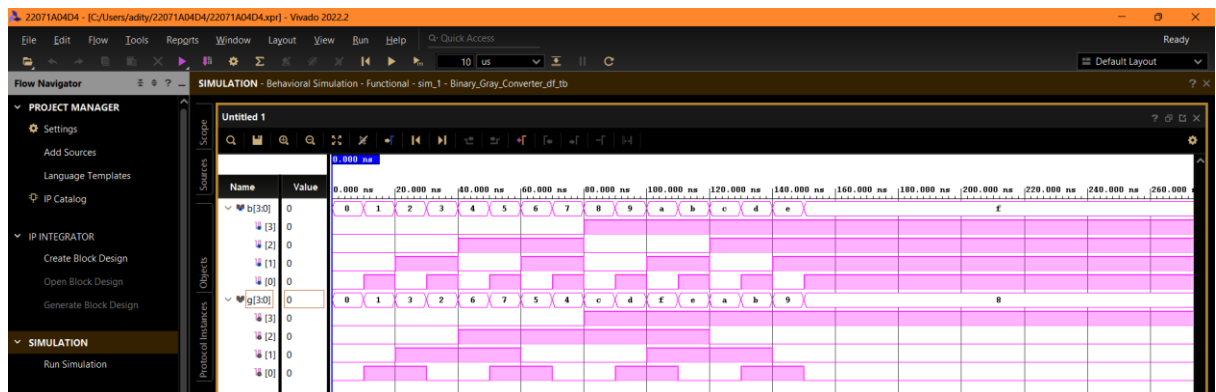 22071A04D4 - [C:/Users/adity/22071A04D4/22071A04D4.xpr] - Vivado 2022.2
File Edit Flow Tools Reports Window Layout View Run Help Q- Quick Access Ready
10 us Default Layout
Flow Navigator ? SIMULATION - Behavioral Simulation - Functional - sim_1 - Binary_Gray_Converter_df_tb ?
PROJECT MANAGER
Settings
Add Sources
Language Templates
IP Catalog
IP INTEGRATOR
Create Block Design
Open Block Design
Generate Block Design
SIMULATION
Run Simulation
Scope
Sources
Objects
Protocol Instances
Untitled 1 ?
0.000 ns
Name Value 0.000 ns 20.000 ns 40.000 ns 60.000 ns 80.000 ns 100.000 ns 120.000 ns 140.000 ns 160.000 ns 180.000 ns 200.000 ns 220.000 ns 240.000 ns 260.000
b[3:0] 0 0 1 2 3 4 5 6 7 8 9 a b c d e f
[3] 0
[2] 0
[1] 0
[0] 0
g[3:0] 0 0 1 3 2 6 7 5 4 c d f e a b 9 8
[3] 0
[2] 0
[1] 0
[0] 0